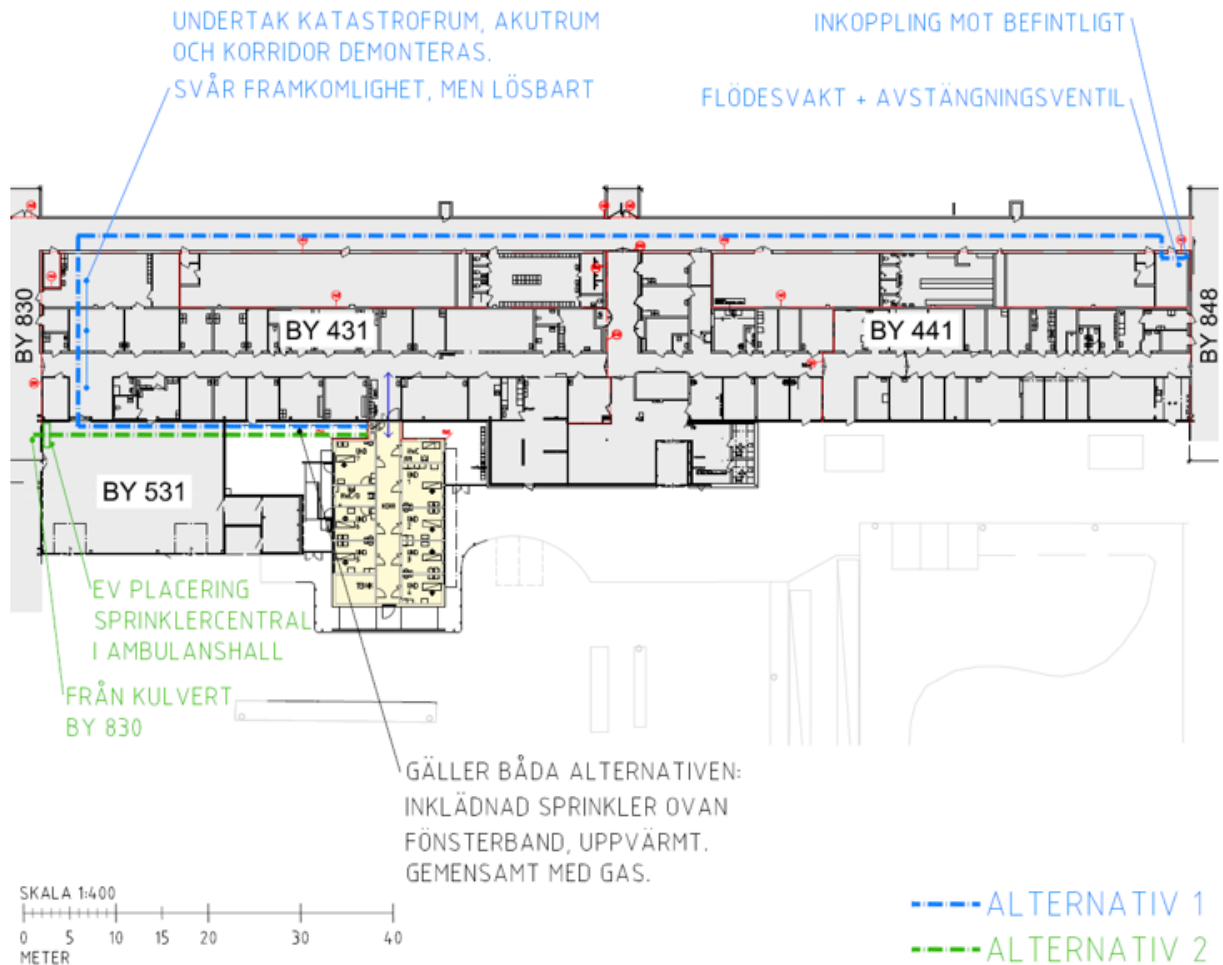 UNDERTAK KATASTROFRUM, AKUTRUM
OCH KORRIDOR DEMONTERAS.
SVÅR FRAMKOMLIGHET, MEN LÖSBART
INKOPPLING MOT BEFINTLIGT
FLÖDESVAKT + AVSTÄNGNINGSVENTIL
BY 830
BY 431
BY 441
BY 848
BY 531
KORR
EV PLACERING
SPRINKLERCENTRAL
I AMBULANSHALL
FRÅN KULVERT
BY 830
GÄLLER BÅDA ALTERNATIVEN:
INKLÄDNAD SPRINKLER OVAN
FÖNSTERBAND, UPPVÄRMT.
GEMENSAMT MED GAS.
SKALA 1:400
0 5 10 15 20 30 40
METER
ALTERNATIV 1
ALTERNATIV 2